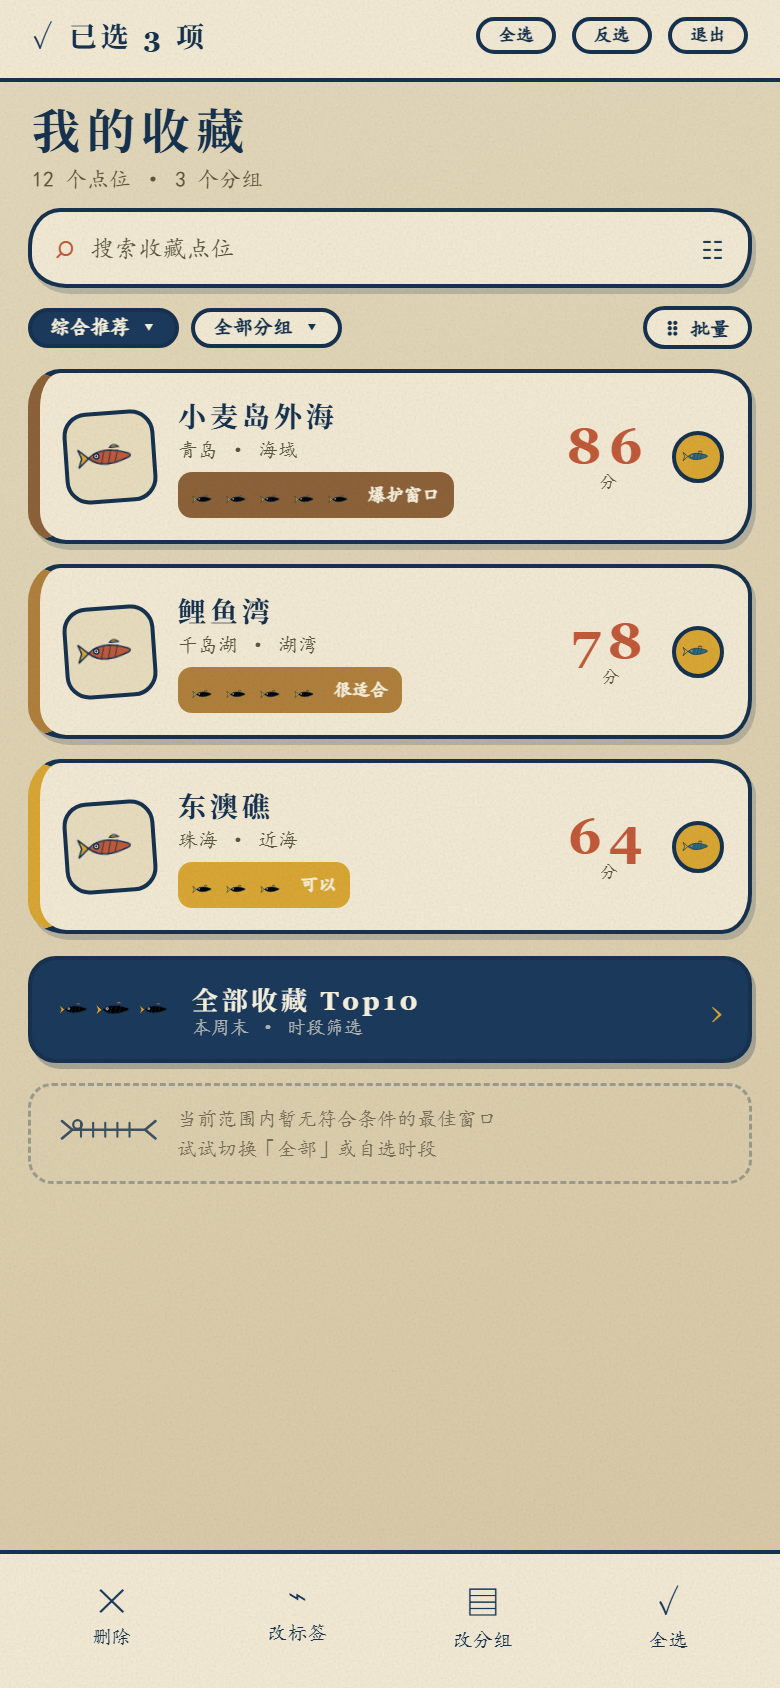 √ 已选 3 项 全选 反选 退出
我的收藏
12 个点位 • 3 个分组
搜索收藏点位
综合推荐 ▼ 全部分组 ▼ 批量
小麦岛外海
青岛 • 海域
爆护窗口
86
分
鲤鱼湾
千岛湖 • 湖湾
很适合
78
分
东澳礁
珠海 • 近海
可以
64
分
全部收藏 Top10
本周末 • 时段筛选
当前范围内暂无符合条件的最佳窗口
试试切换「全部」或自选时段
删除 改标签 改分组 全选